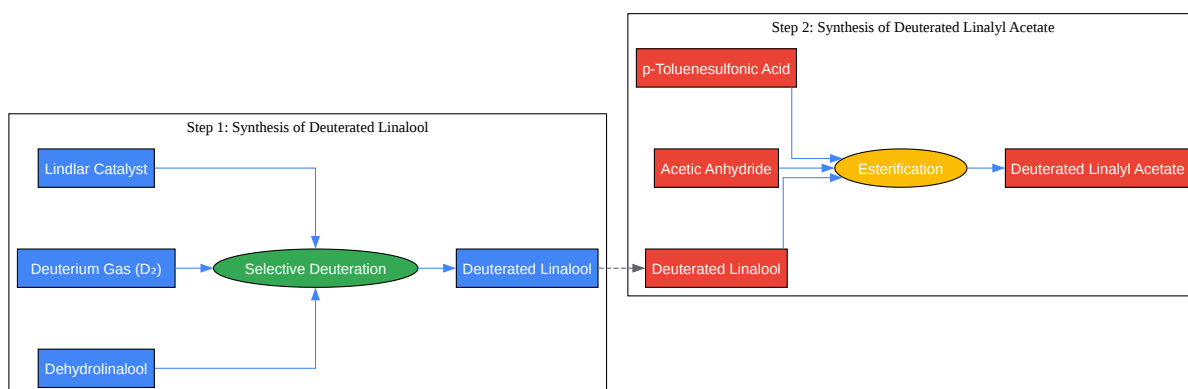 Step 1: Synthesis of Deuterated Linalool
Lindlar Catalyst
Deuterium Gas (D₂)
Selective Deuteration
Deuterated Linalool
Dehydrolinalool
Step 2: Synthesis of Deuterated Linalyl Acetate
p-Toluenesulfonic Acid
Acetic Anhydride
Esterification
Deuterated Linalyl Acetate
Deuterated Linalool